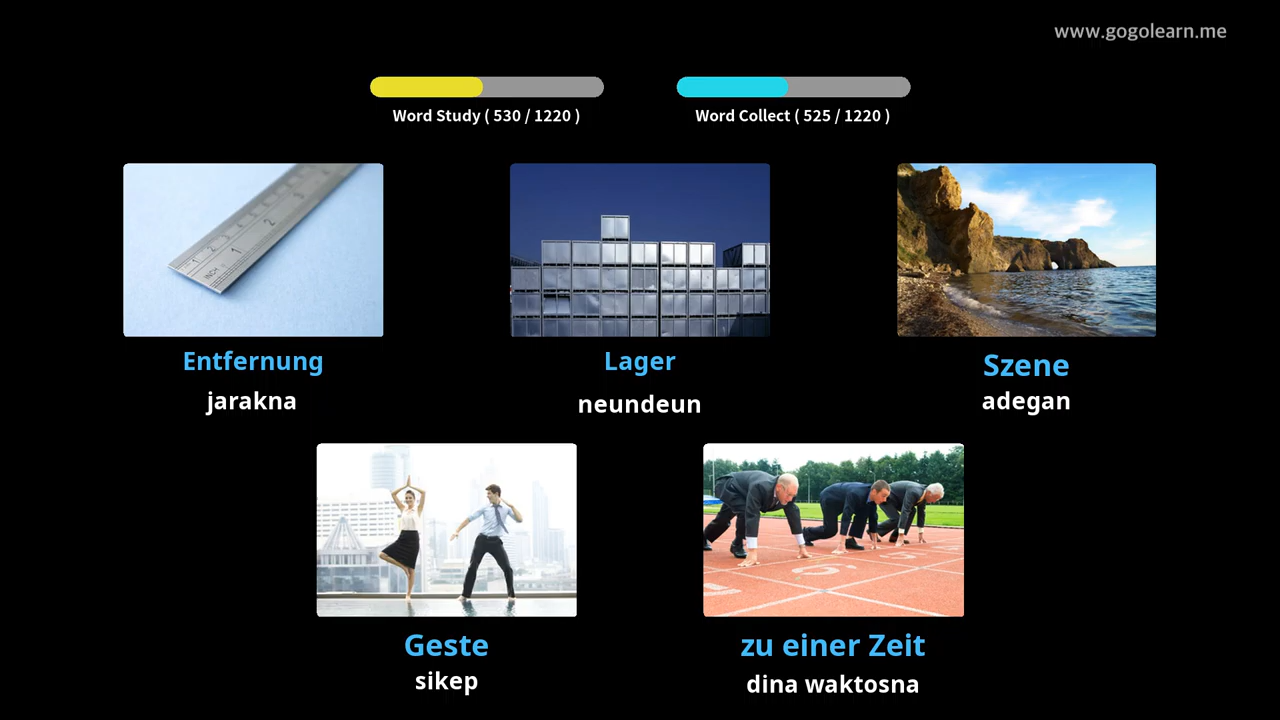 www.gogolearn.me
Word Study ( 530 / 1220 )
Word Collect ( 525 / 1220 )
Entfernung
jarakna
Lager
neundeun
Szene
adegan
Geste
sikep
zu einer Zeit
dina waktosna